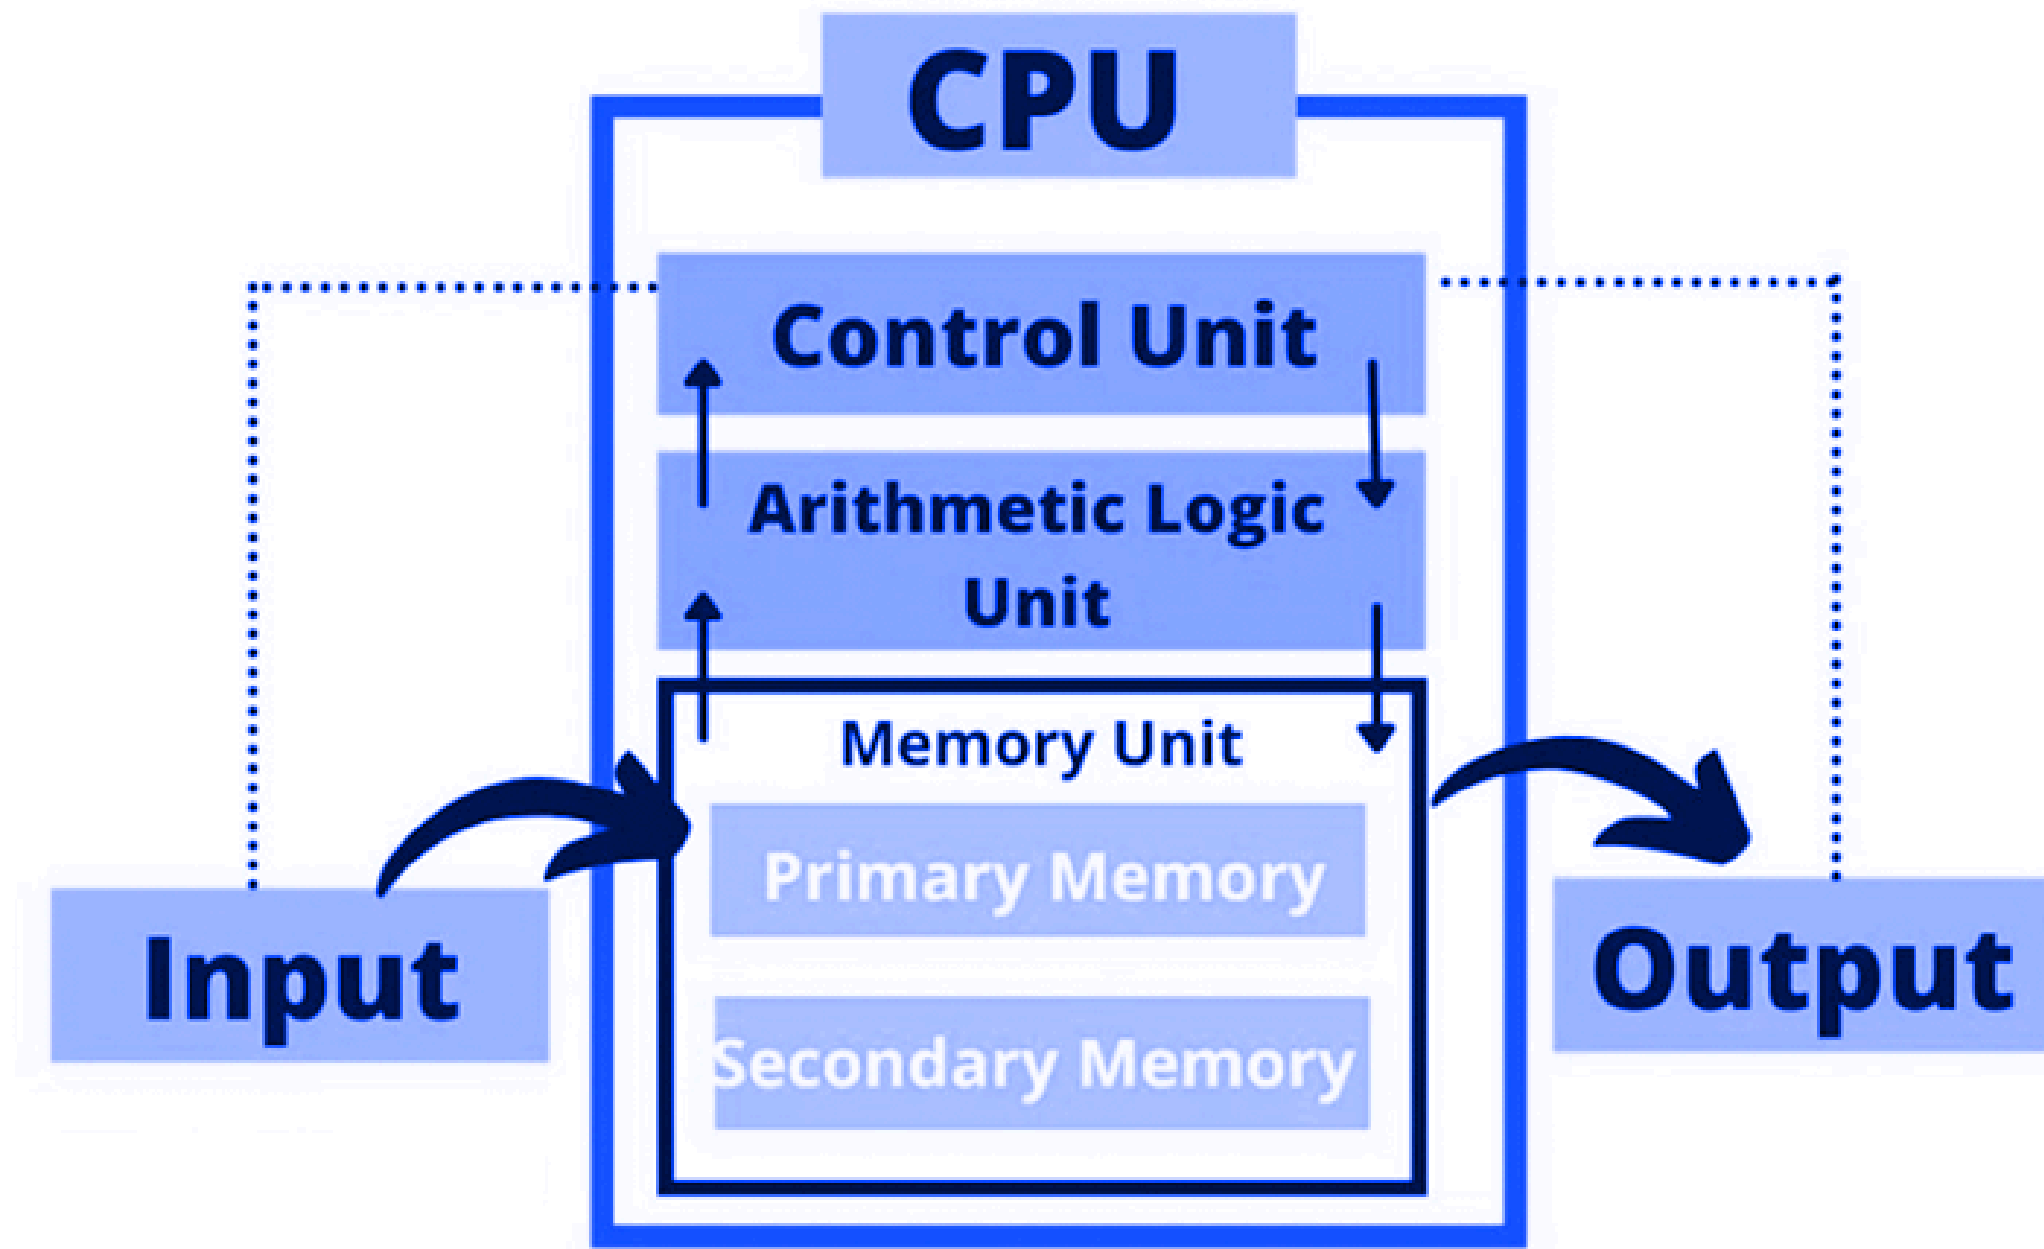 CPU
Control Unit
Arithmetic Logic
Unit
Memory Unit
Primary Memory
Secondary Memory
Input
Output